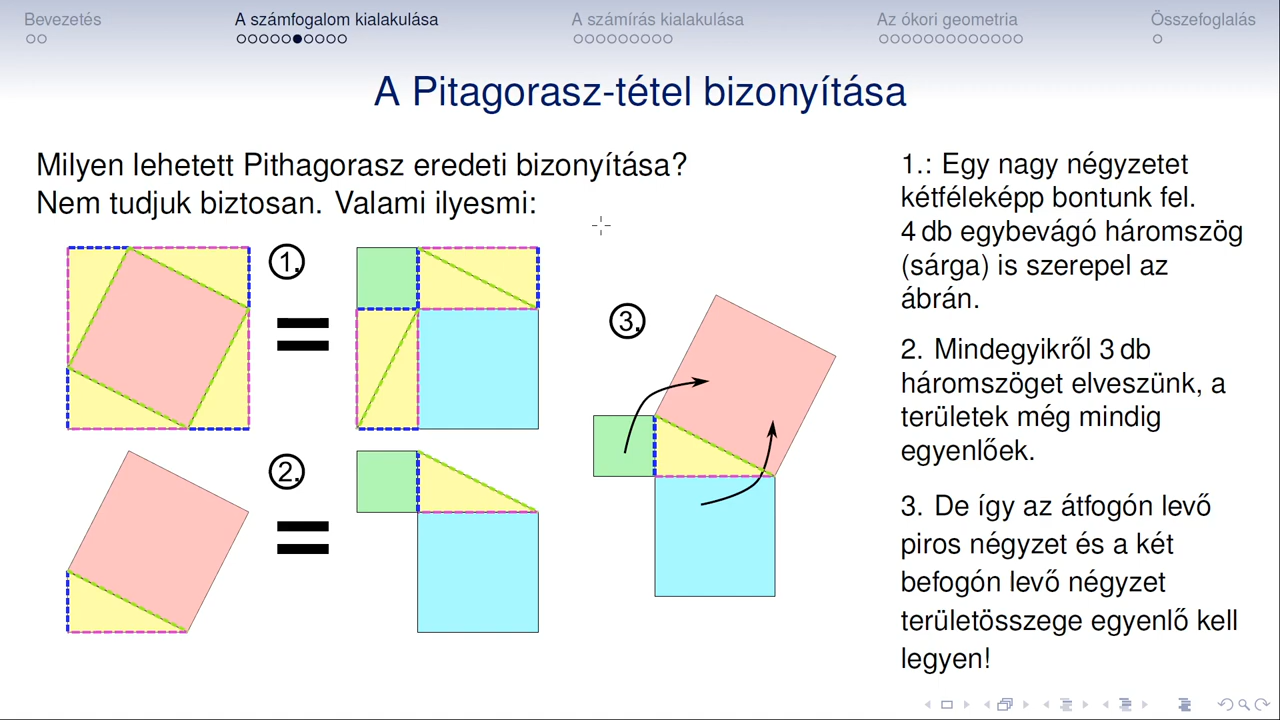 Bevezetés
A számfogalom kialakulása
A számírás kialakulása
Az ókori geometria
Összefoglalás
A Pitagorasz-tétel bizonyítása
Milyen lehetett Pithagorasz eredeti bizonyítása?
Nem tudjuk biztosan. Valami ilyesmi:
1.
2.
3.
1.: Egy nagy négyzetet
kétféleképp bontunk fel.
4 db egybevágó háromszög
(sárga) is szerepel az
ábrán.
2. Mindegyikről 3 db
háromszöget elveszünk, a
területek még mindig
egyenlőek.
3. De így az átfogón levő
piros négyzet és a két
befogón levő négyzet
területösszege egyenlő kell
legyen!